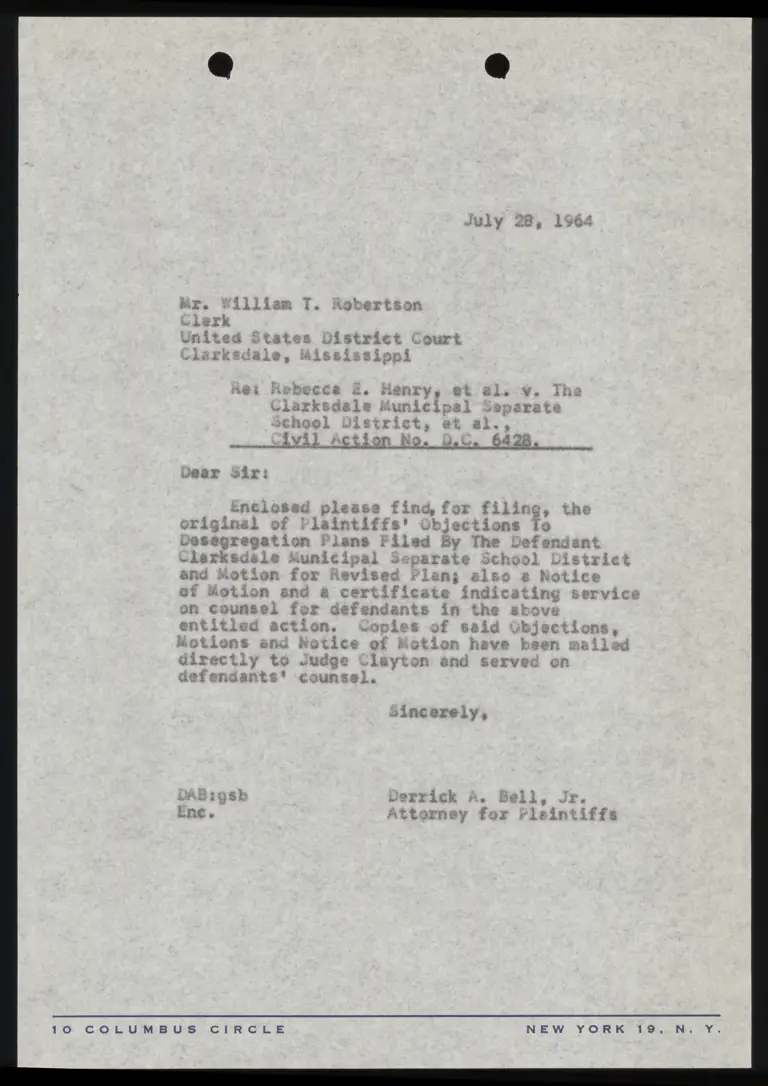 July 28, 1964
Mr. William T. Robertson
Clerk
United States District Court
Clarksdale, Mississippi
Re: Rebecca E. Henry, et al. v. The
Clarksdale Municipal Separate
School District, et al.,
Civil Action No. D.C. 6428.
Dear Sir:
Enclosed please find, for filing, the
original of Plaintiffs' Objections To
Desegregation Plans Filed By The Defendant
Clarksdale Municipal Separate School District
and Motion for Revised Plan; also a Notice
of Motion and a certificate indicating service
on counsel for defendants in the above
entitled action. Copies of said Objections,
Motions and Notice of Motion have been mailed
directly to Judge Clayton and served on
defendants' counsel.
Sincerely,
DAB:gsb Derrick A. Bell, Jr.
Enc. Attorney for Plaintiffs
10 COLUMBUS CIRCLE NEW YORK 19, N. Y.